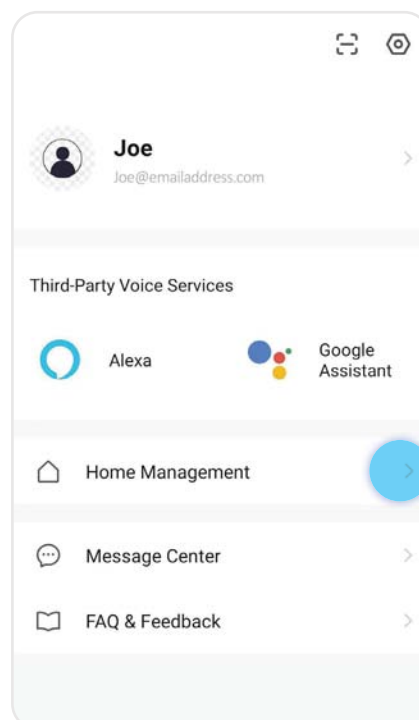 Joe
Joe@emailaddress.com
Third-Party Voice Services
Alexa
Google
Assistant
Home Management
Message Center
FAQ & Feedback